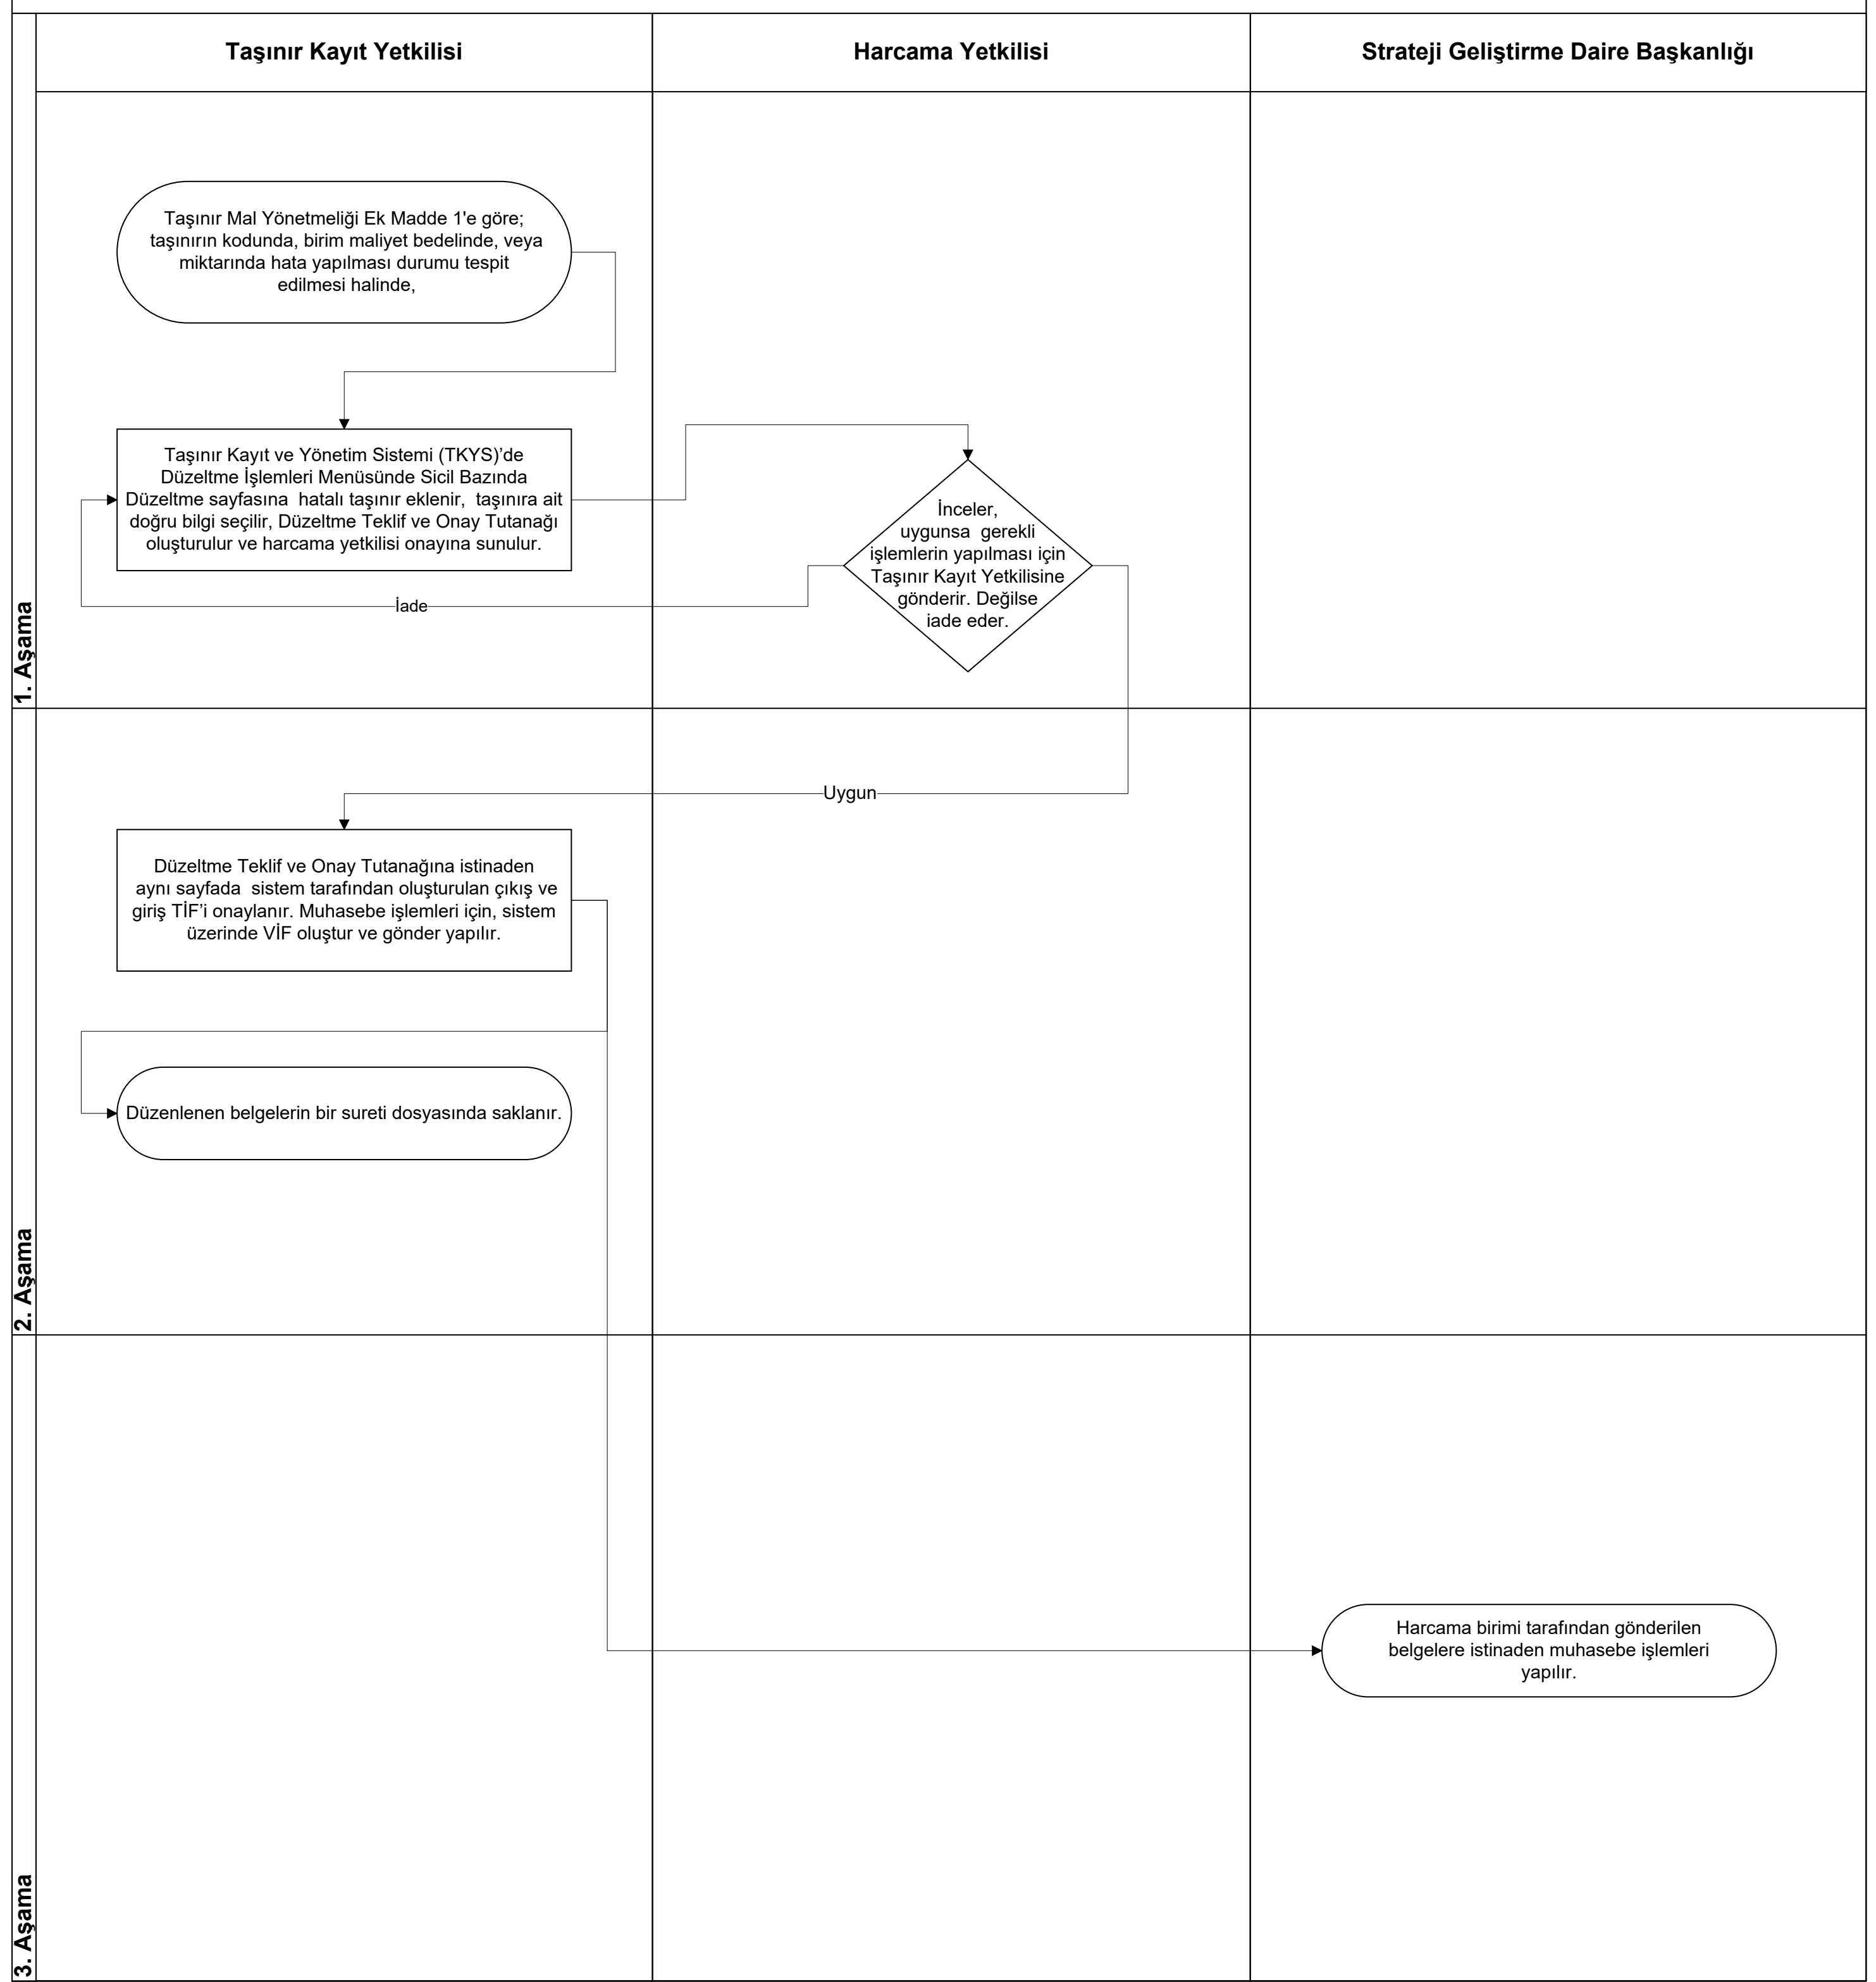 Taşınır Kayıt Yetkilisi
Harcama Yetkilisi
Strateji Geliştirme Daire Başkanlığı
1. Aşama
Taşınır Mal Yönetmeliği Ek Madde 1'e göre;
taşınırın kodunda, birim maliyet bedelinde, veya
miktarında hata yapılması durumu tespit
edilmesi halinde,
Taşınır Kayıt ve Yönetim Sistemi (TKYS)’de
Düzeltme İşlemleri Menüsünde Sicil Bazında
Düzeltme sayfasına hatalı taşınır eklenir, taşınıra ait
doğru bilgi seçilir, Düzeltme Teklif ve Onay Tutanağı
oluşturulur ve harcama yetkilisi onayına sunulur.
İnceler,
uygunsa gerekli
işlemlerin yapılması için
Taşınır Kayıt Yetkilisine
gönderir. Değilse
iade eder.
İade
2. Aşama
Uygun
Düzeltme Teklif ve Onay Tutanağına istinaden
aynı sayfada sistem tarafından oluşturulan çıkış ve
giriş TİF’i onaylanır. Muhasebe işlemleri için, sistem
üzerinde VİF oluştur ve gönder yapılır.
Düzenlenen belgelerin bir sureti dosyasında saklanır.
3. Aşama
Harcama birimi tarafından gönderilen
belgelere istinaden muhasebe işlemleri
yapılır.